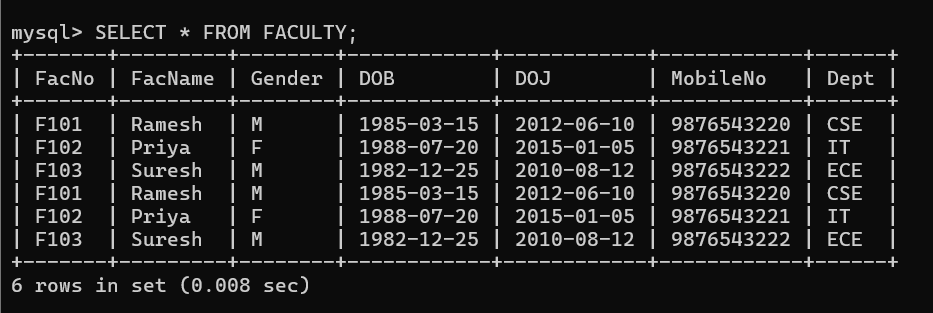 mysql> SELECT * FROM FACULTY;
+-------+---------+--------+------------+------------+------------+------+
| FacNo | FacName | Gender | DOB        | DOJ        | MobileNo   | Dept |
+-------+---------+--------+------------+------------+------------+------+
| F101  | Ramesh  | M      | 1985-03-15 | 2012-06-10 | 9876543220 | CSE  |
| F102  | Priya   | F      | 1988-07-20 | 2015-01-05 | 9876543221 | IT   |
| F103  | Suresh  | M      | 1982-12-25 | 2010-08-12 | 9876543222 | ECE  |
| F101  | Ramesh  | M      | 1985-03-15 | 2012-06-10 | 9876543220 | CSE  |
| F102  | Priya   | F      | 1988-07-20 | 2015-01-05 | 9876543221 | IT   |
| F103  | Suresh  | M      | 1982-12-25 | 2010-08-12 | 9876543222 | ECE  |
+-------+---------+--------+------------+------------+------------+------+
6 rows in set (0.008 sec)